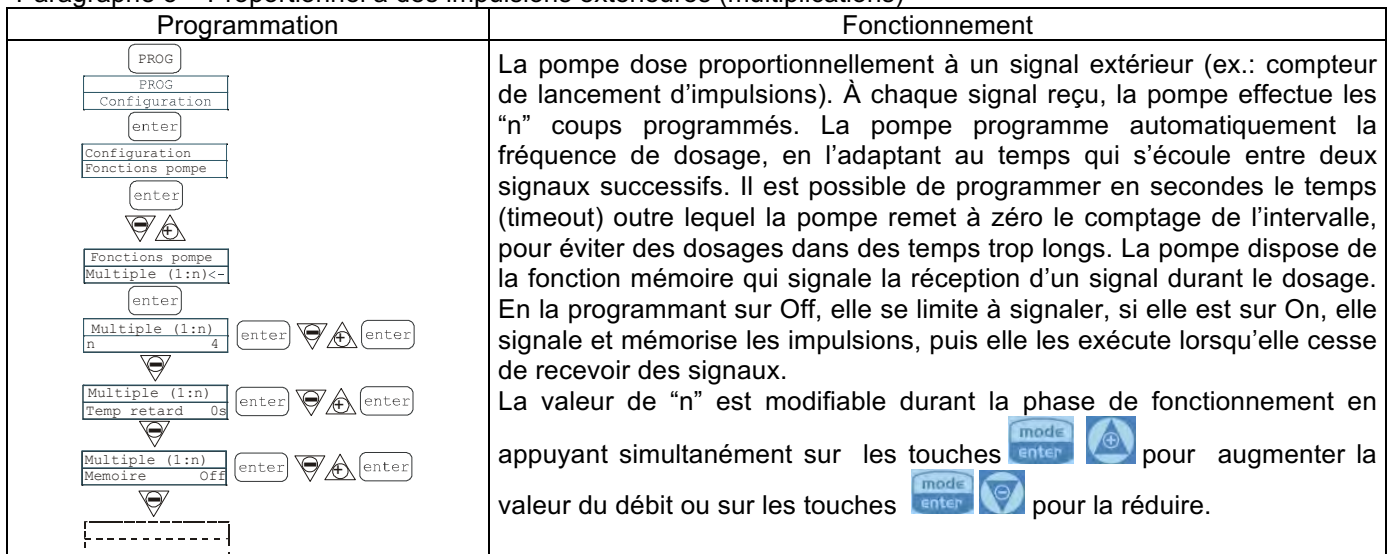 Programmation
Fonctionnement
PROG
PROG
Configuration
enter
Configuration
Fonctions pompe
enter
Fonctions pompe
Multiple (1:n)<-
enter
Multiple (1:n)
n 4
enter
enter
Multiple (1:n)
Temp retard 0s
enter
enter
Multiple (1:n)
Memoire Off
enter
enter
La pompe dose proportionnellement à un signal extérieur (ex.: compteur
de lancement d’impulsions). À chaque signal reçu, la pompe effectue les
“n” coups programmés. La pompe programme automatiquement la
fréquence de dosage, en l’adaptant au temps qui s’écoule entre deux
signaux successifs. Il est possible de programmer en secondes le temps
(timeout) outre lequel la pompe remet à zéro le comptage de l’intervalle,
pour éviter des dosages dans des temps trop longs. La pompe dispose de
la fonction mémoire qui signale la réception d’un signal durant le dosage.
En la programmant sur Off, elle se limite à signaler, si elle est sur On, elle
signale et mémorise les impulsions, puis elle les exécute lorsqu’elle cesse
de recevoir des signaux.
La valeur de “n” est modifiable durant la phase de fonctionnement en
appuyant simultanément sur les touches mode enter pour augmenter la
valeur du débit ou sur les touches mode enter pour la réduire.